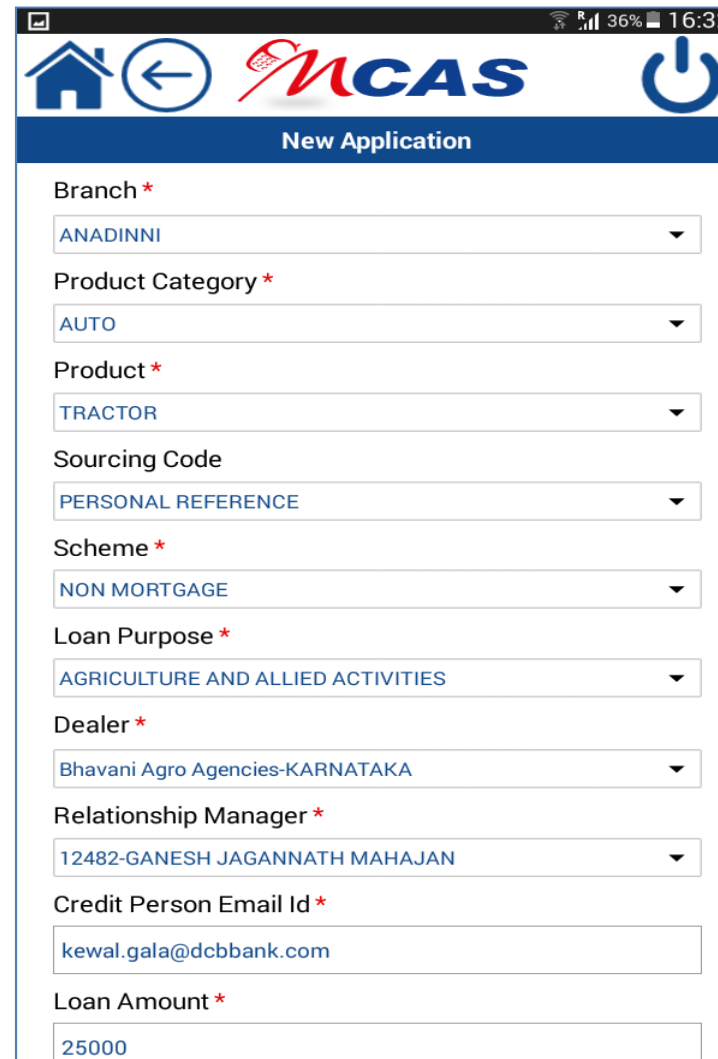 R 36% 16:3
MCAS
New Application
Branch *
ANADINNI
Product Category *
AUTO
Product *
TRACTOR
Sourcing Code
PERSONAL REFERENCE
Scheme *
NON MORTGAGE
Loan Purpose *
AGRICULTURE AND ALLIED ACTIVITIES
Dealer *
Bhavani Agro Agencies-KARNATAKA
Relationship Manager *
12482-GANESH JAGANNATH MAHAJAN
Credit Person Email Id *
kewal.gala@dcbbank.com
Loan Amount *
25000